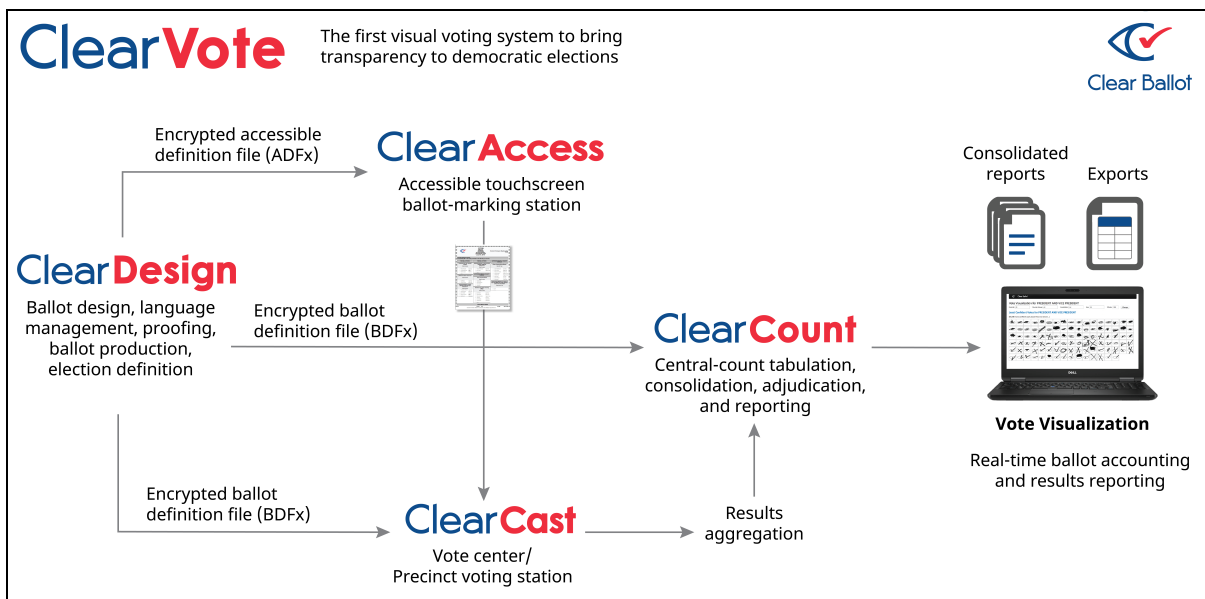 ClearVote
The first visual voting system to bring
transparency to democratic elections
Clear Ballot
Encrypted accessible
definition file (ADFx)
ClearAccess
Accessible touchscreen
ballot-marking station
Consolidated
reports
Exports
ClearDesign
Ballot design, language
management, proofing,
ballot production,
election definition
Encrypted ballot
definition file (BDFx)
ClearCount
Central-count tabulation,
consolidation, adjudication,
and reporting
DELL
Vote Visualization
Real-time ballot accounting
and results reporting
Encrypted ballot
definition file (BDFx)
ClearCast
Vote center/
Precinct voting station
Results
aggregation